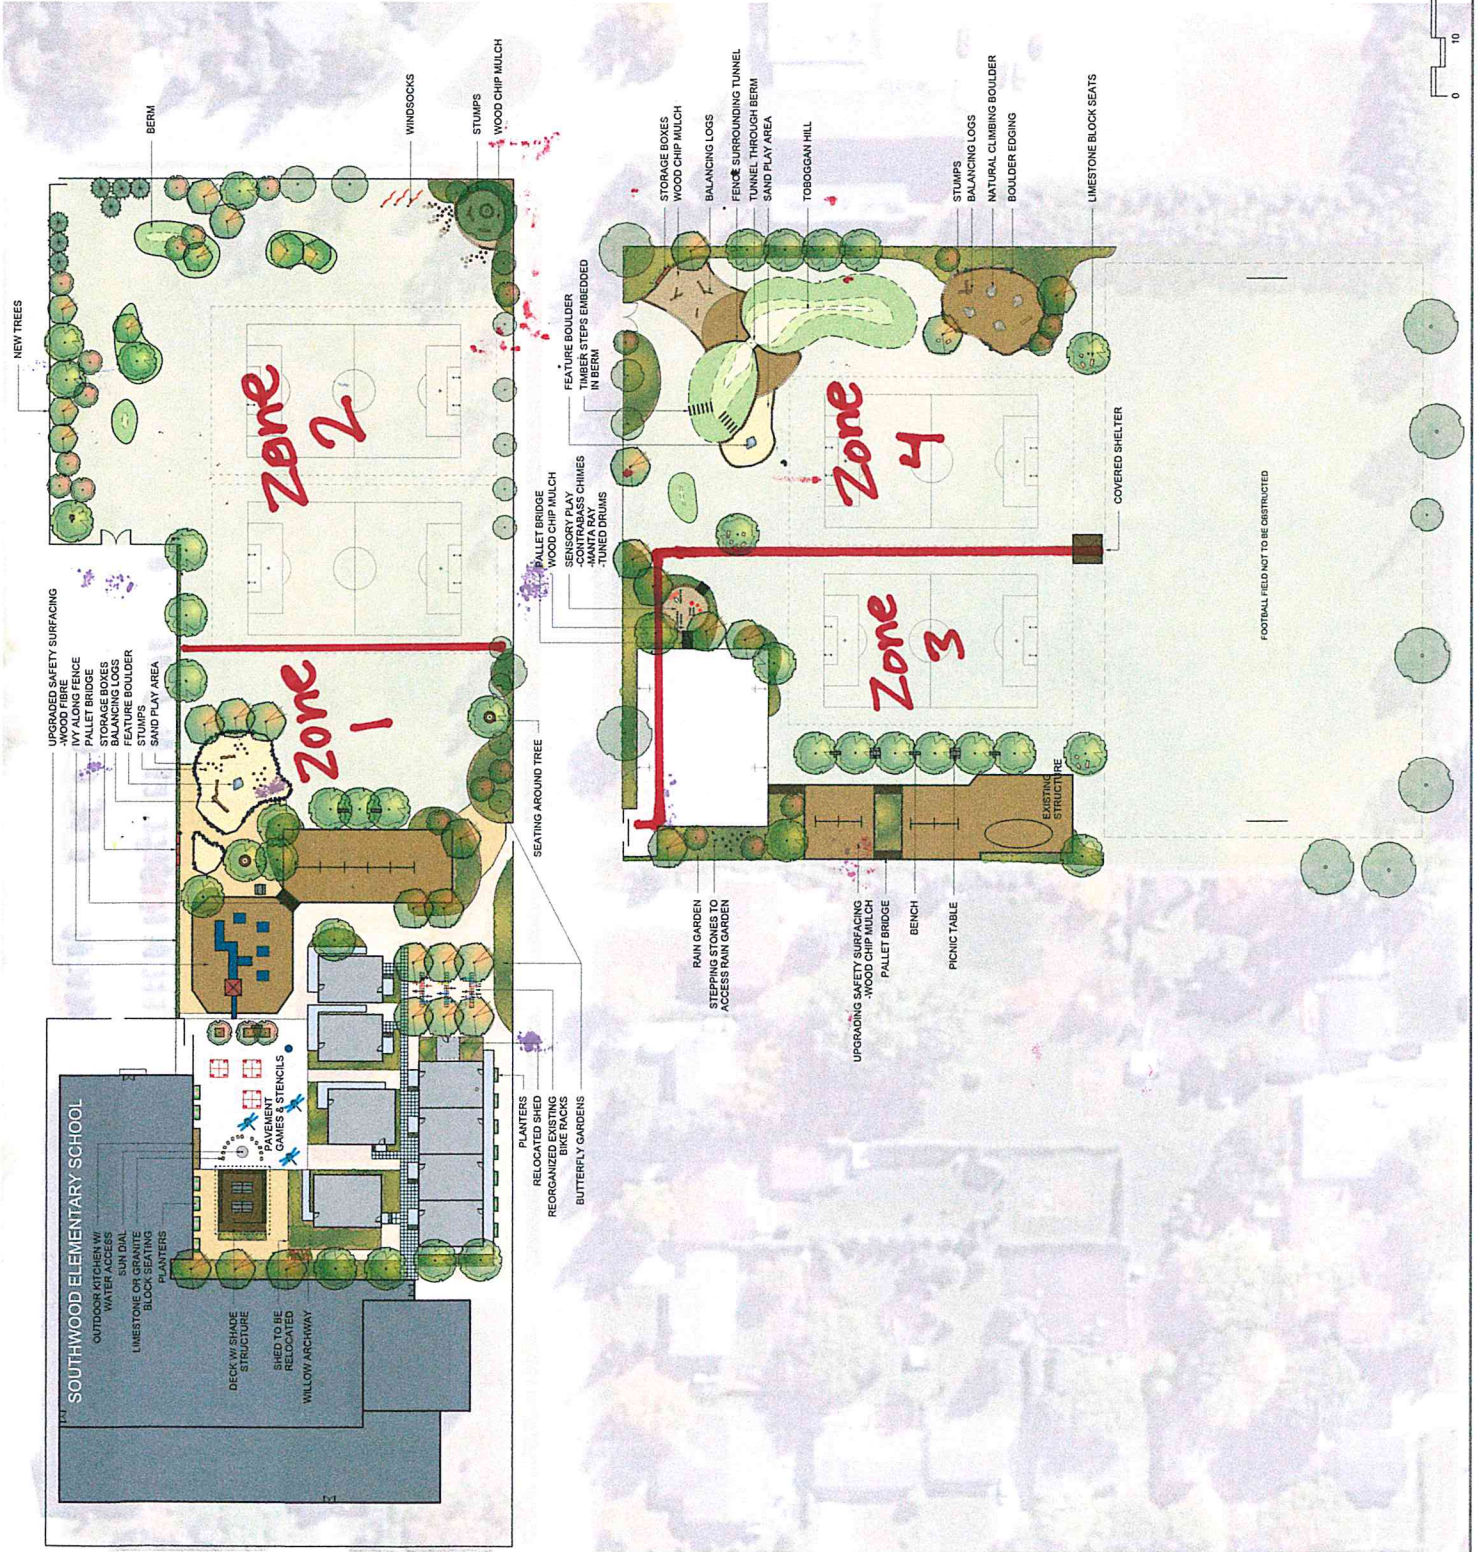 SOUTHWOOD ELEMENTARY SCHOOL
OUTDOOR KITCHEN W/
WATER ACCESS
SUN DIAL
LIMESTONE OR GRANITE
BLOCK SEATING
PLANTERS
DECK W/ SHADE
STRUCTURE
SHED TO BE
RELOCATED
WILLOW ARCHWAY
PAVEMENT
GAMES & STENCILS
UPGRADED SAFETY SURFACING
-WOOD FIBRE
IVY ALONG FENCE
PALLET BRIDGE
STORAGE BOXES
BALANCING LOGS
FEATURE BOULDER
STUMPS
SAND PLAY AREA
NEW TREES
BERM
WINDSOCKS
STUMPS
WOOD CHIP MULCH
Zone
1
Zone
2
SEATING AROUND TREE
PLANTERS
RELOCATED SHED
REORGANIZED EXISTING
BIKE RACKS
BUTTERFLY GARDENS
PALLET BRIDGE
WOOD CHIP MULCH
SENSORY PLAY
-CONTRABASS CHIMES
-MANTA RAY
-TUNED DRUMS
FEATURE BOULDER
TIMBER STEPS EMBEDDED
IN BERM
STORAGE BOXES
WOOD CHIP MULCH
BALANCING LOGS
FENCE SURROUNDING TUNNEL
TUNNEL THROUGH BERM
SAND PLAY AREA
TOBOGGAN HILL
STUMPS
BALANCING LOGS
NATURAL CLIMBING BOULDER
BOULDER EDGING
LIMESTONE BLOCK SEATS
Zone
3
Zone
4
RAIN GARDEN
STEPPING STONES TO
ACCESS RAIN GARDEN
UPGRADING SAFETY SURFACING
-WOOD CHIP MULCH
PALLET BRIDGE
BENCH
PICNIC TABLE
EXISTING
STRUCTURE
COVERED SHELTER
FOOTBALL FIELD NOT TO BE OBSTRUCTED
0
10